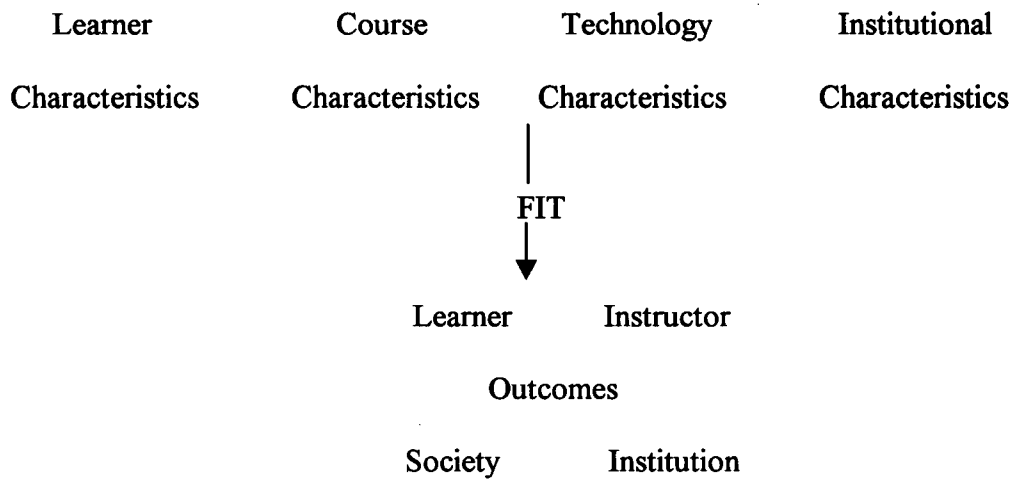 Learner Course Technology Institutional
Characteristics Characteristics Characteristics Characteristics
FIT
Learner Instructor
Outcomes
Society Institution